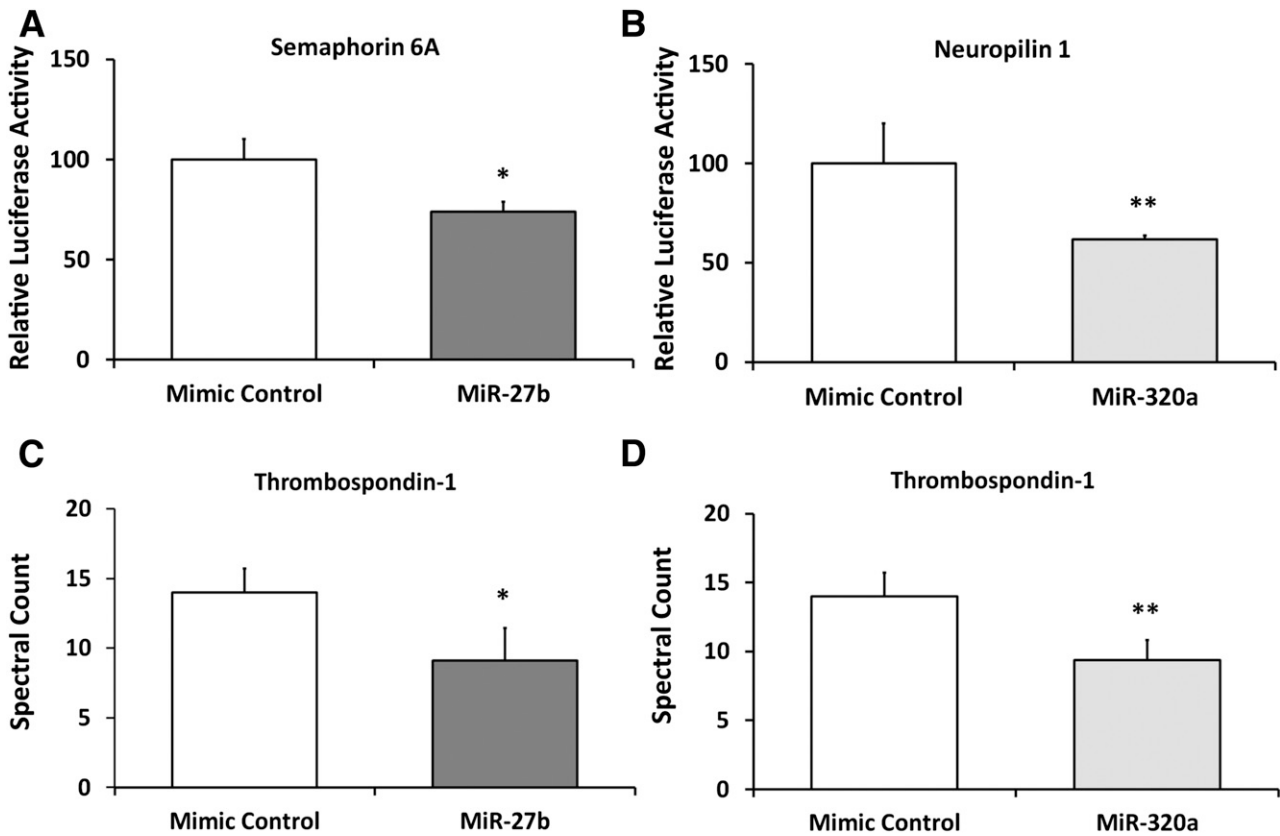 A
Semaphorin 6A
Relative Luciferase Activity
150
100
50
0
*
Mimic Control
MiR-27b
B
Neuropilin 1
Relative Luciferase Activity
150
100
50
0
**
Mimic Control
MiR-320a
C
Thrombospondin-1
Spectral Count
20
15
10
5
0
*
Mimic Control
MiR-27b
D
Thrombospondin-1
Spectral Count
20
15
10
5
0
**
Mimic Control
MiR-320a